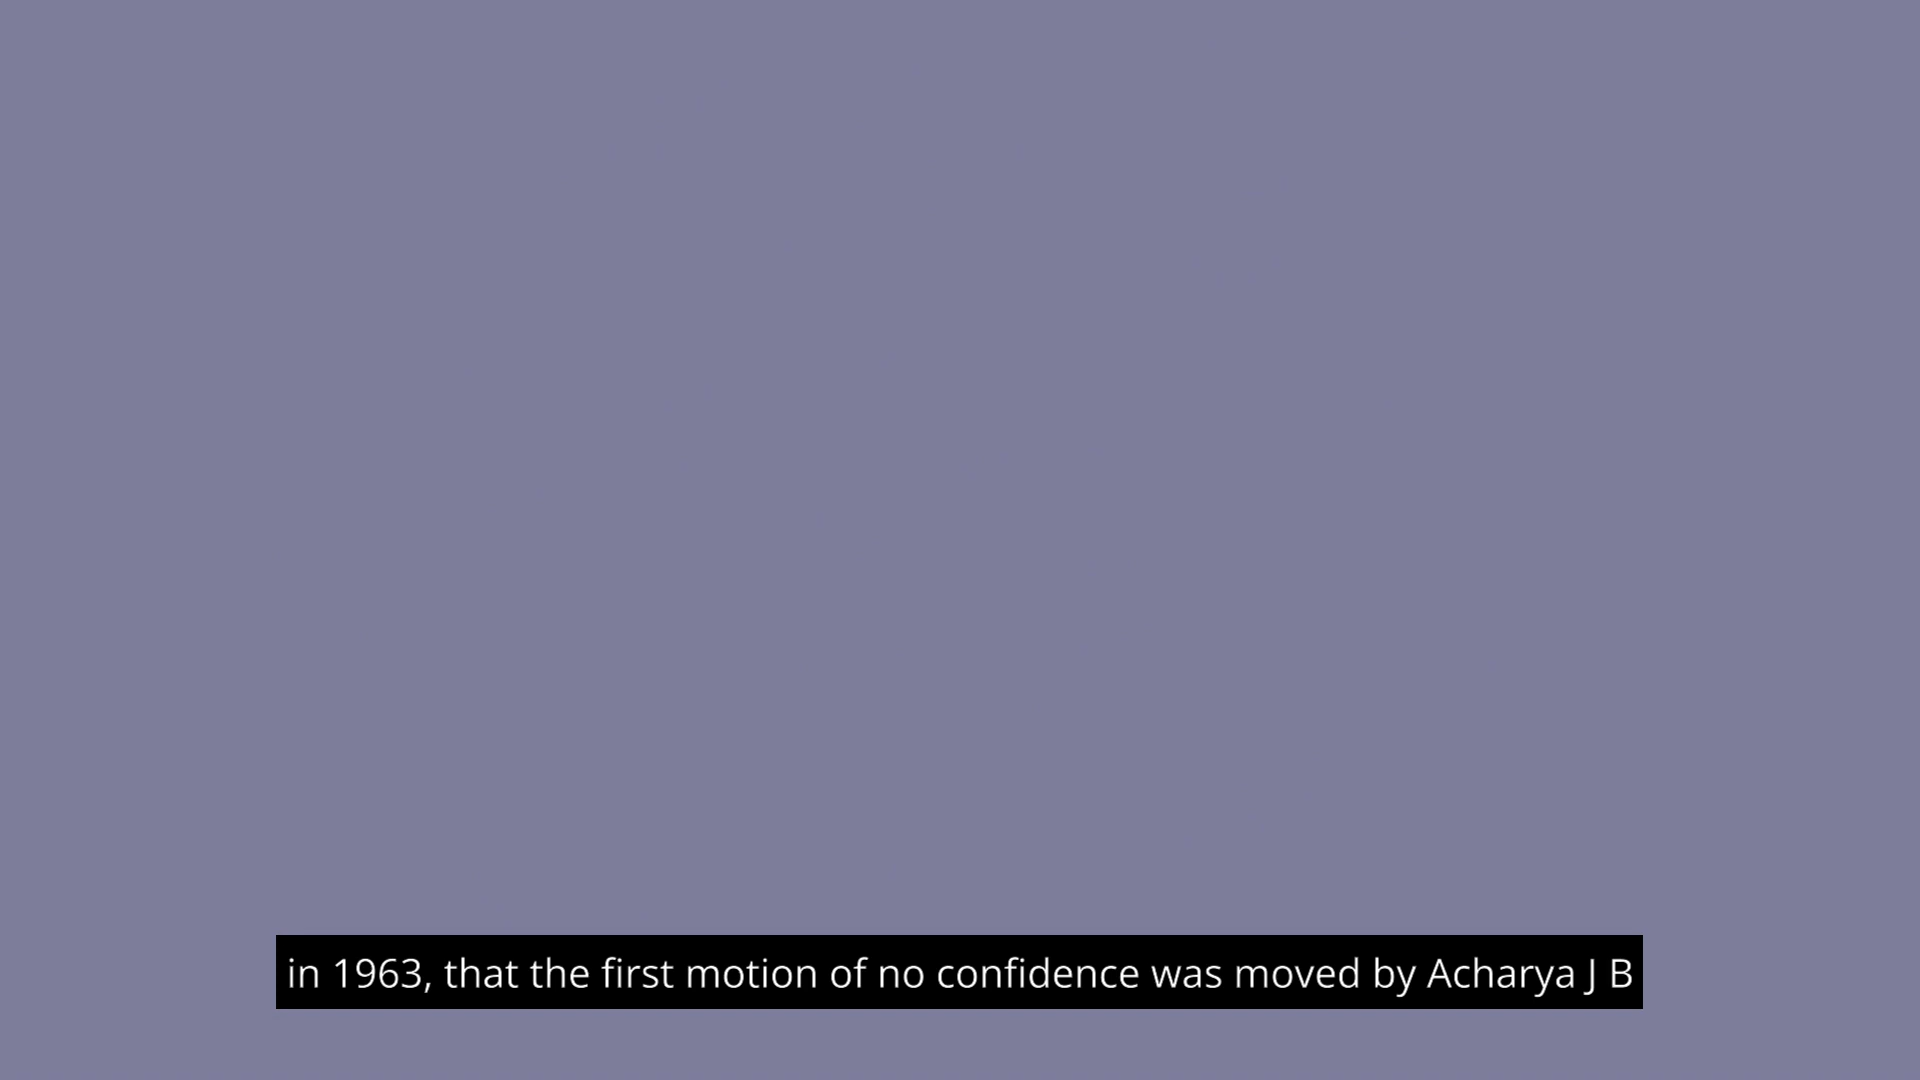 in 1963, that the first motion of no confidence was moved by Acharya J B